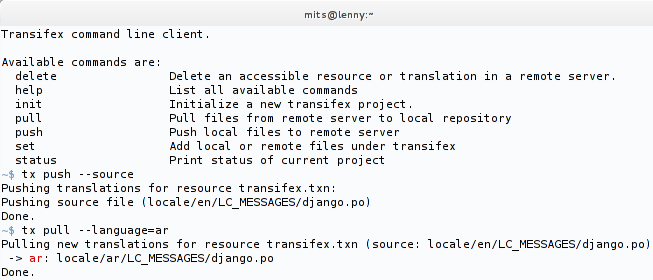 mits@lenny:~
Transifex command line client.
Available commands are:
delete Delete an accessible resource or translation in a remote server.
help List all available commands
init Initialize a new transifex project.
pull Pull files from remote server to local repository
push Push local files to remote server
set Add local or remote files under transifex
status Print status of current project
~$ tx push --source
Pushing translations for resource transifex.txn:
Pushing source file (locale/en/LC_MESSAGES/django.po)
Done.
~$ tx pull --language=ar
Pulling new translations for resource transifex.txn (source: locale/en/LC_MESSAGES/django.po)
-> ar: locale/ar/LC_MESSAGES/django.po
Done.